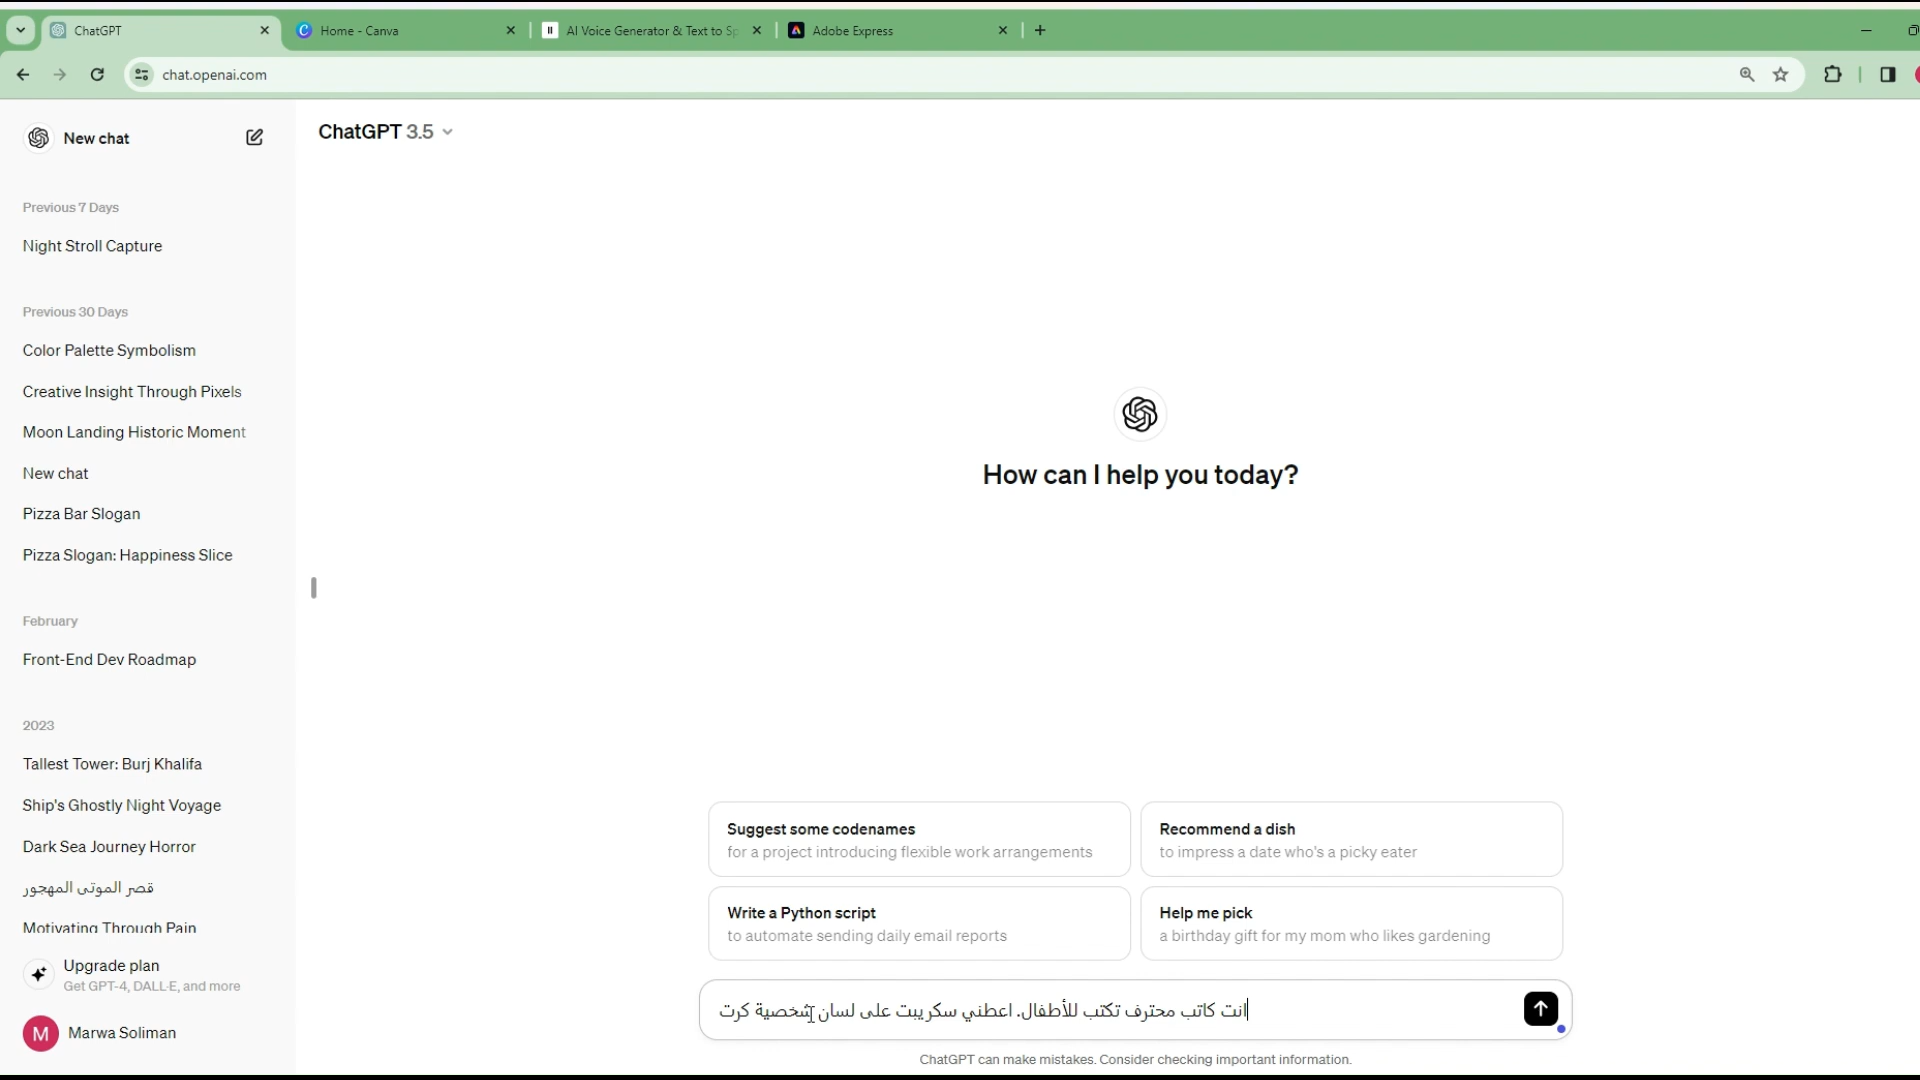 ChatGPT
Home - Canva
AI Voice Generator & Text to Sp
Adobe Express
chat.openai.com
New chat
ChatGPT 3.5
Previous 7 Days
Night Stroll Capture
Previous 30 Days
Color Palette Symbolism
Creative Insight Through Pixels
Moon Landing Historic Moment
New chat
Pizza Bar Slogan
Pizza Slogan: Happiness Slice
February
Front-End Dev Roadmap
2023
Tallest Tower: Burj Khalifa
Ship's Ghostly Night Voyage
Dark Sea Journey Horror
قصر الموتى المهجور
Motivating Through Pain
Upgrade plan
Get GPT-4, DALL·E, and more
M
Marwa Soliman
How can I help you today?
Suggest some codenames
for a project introducing flexible work arrangements
Recommend a dish
to impress a date who's a picky eater
Write a Python script
to automate sending daily email reports
Help me pick
a birthday gift for my mom who likes gardening
انت كاتب محترف تكتب للأطفال. اعطني سكريبت على لسان شخصية كرت
ChatGPT can make mistakes. Consider checking important information.